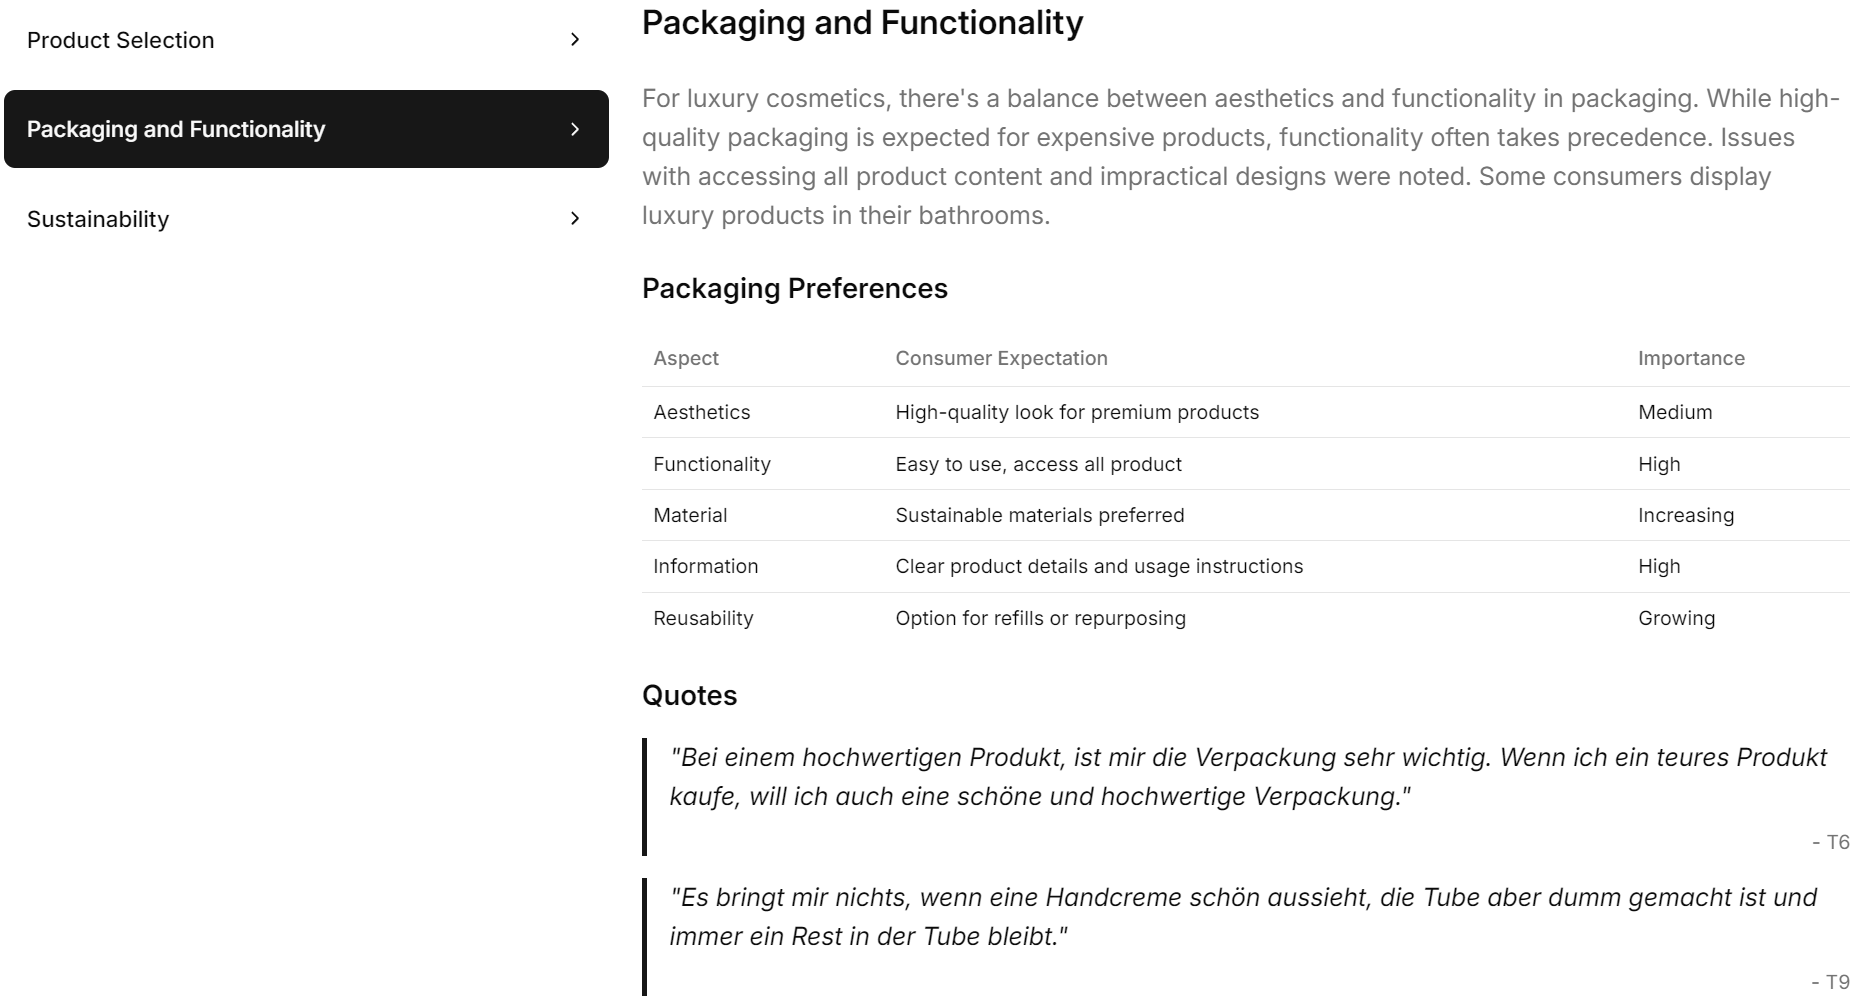 Product Selection
Packaging and Functionality
Sustainability
Packaging and Functionality
For luxury cosmetics, there's a balance between aesthetics and functionality in packaging. While high-
quality packaging is expected for expensive products, functionality often takes precedence. Issues
with accessing all product content and impractical designs were noted. Some consumers display
luxury products in their bathrooms.
Packaging Preferences
Aspect Consumer Expectation Importance
Aesthetics High-quality look for premium products Medium
Functionality Easy to use, access all product High
Material Sustainable materials preferred Increasing
Information Clear product details and usage instructions High
Reusability Option for refills or repurposing Growing
Quotes
"Bei einem hochwertigen Produkt, ist mir die Verpackung sehr wichtig. Wenn ich ein teures Produkt
kaufe, will ich auch eine schöne und hochwertige Verpackung."
- T6
"Es bringt mir nichts, wenn eine Handcreme schön aussieht, die Tube aber dumm gemacht ist und
immer ein Rest in der Tube bleibt."
- T9